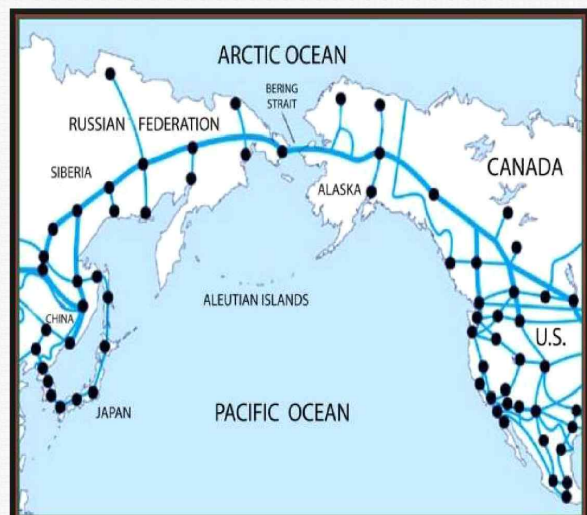 ARCTIC OCEAN
BERING
STRAIT
RUSSIAN FEDERATION
SIBERIA
CANADA
ALASKA
ALEUTIAN ISLANDS
CHINA
U.S.
JAPAN
PACIFIC OCEAN